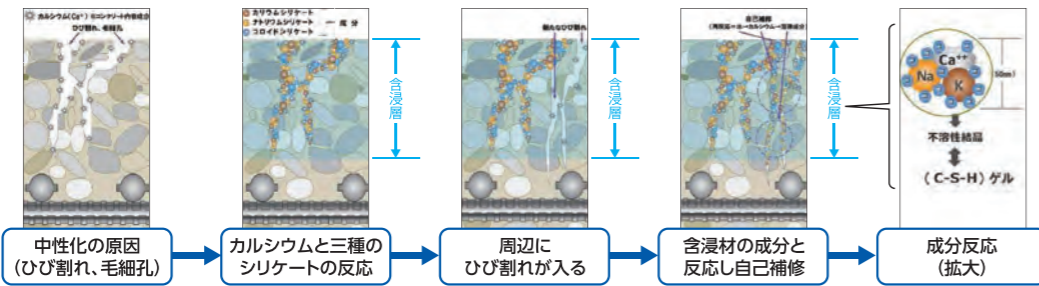 カルシウム(Ca⁺)※コンクリート内容成分
ひび割れ、毛細孔
カリウムシリケート
ナトリウムシリケート
コロイドシリケート
成分
含浸層
新たなひび割れ
含浸層
自己補修
含浸層
Ca⁺⁺
Na
K
50nm
不溶性結晶
(C-S-H)ゲル
中性化の原因
(ひび割れ、毛細孔)
カルシウムと三種の
シリケートの反応
周辺に
ひび割れが入る
含浸材の成分と
反応し自己補修
成分反応
(拡大)